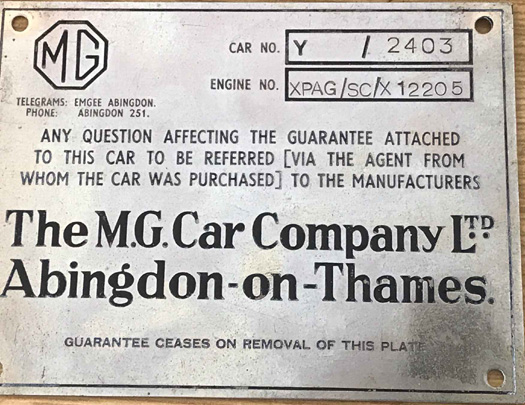 MG
CAR NO. Y / 2403
ENGINE NO. XPAG/SC/X 12205
TELEGRAMS: EMGEE ABINGDON.
PHONE: ABINGDON 251.
ANY QUESTION AFFECTING THE GUARANTEE ATTACHED
TO THIS CAR TO BE REFERRED [VIA THE AGENT FROM
WHOM THE CAR WAS PURCHASED] TO THE MANUFACTURERS
The M.G. Car Company LTD.
Abingdon-on-Thames.
GUARANTEE CEASES ON REMOVAL OF THIS PLATE